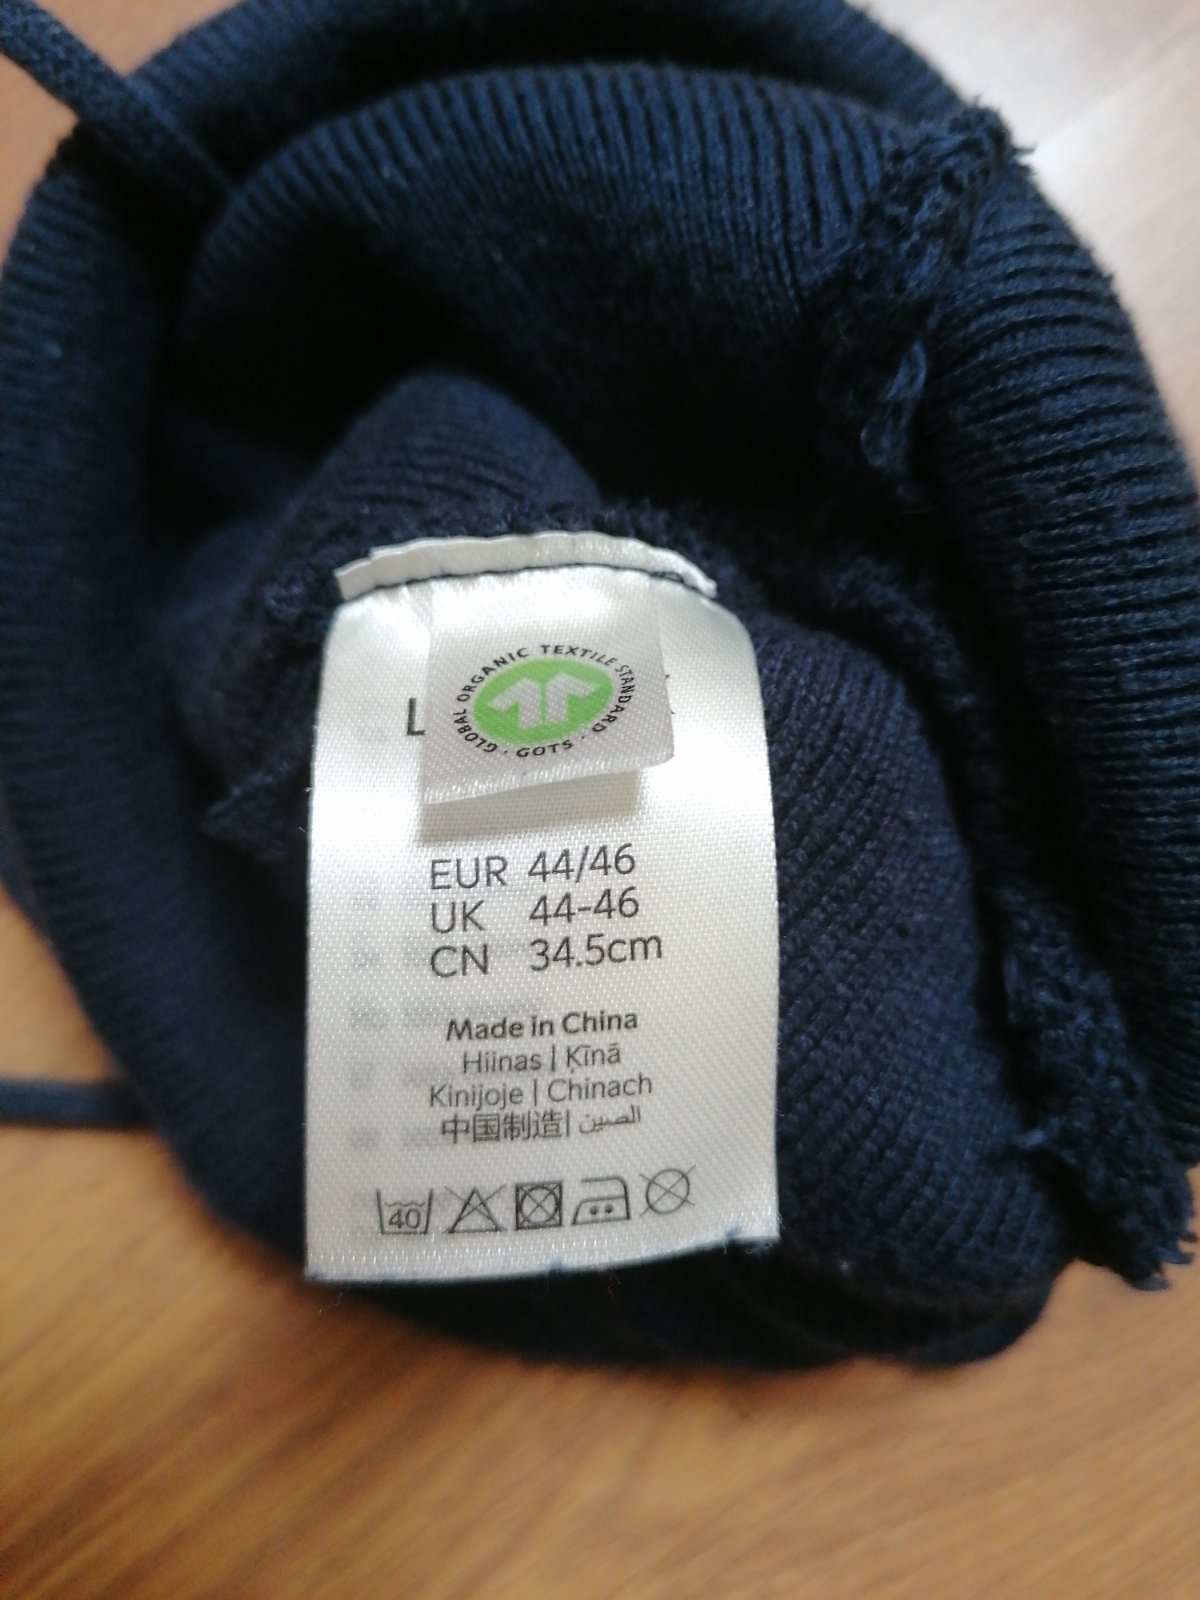 GLOBAL ORGANIC TEXTILE STANDARD · GOTS ·
EUR 44/46
UK 44-46
CN 34.5cm
Made in China
Hiinas | Ķīnā
Kinijoje | Chinach
中国制造| الصين
40